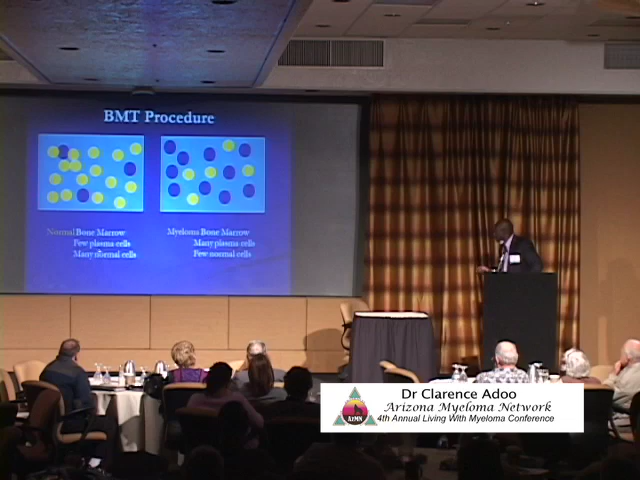 BMT Procedure
Normal Bone Marrow
Few plasma cells
Many normal cells
Myeloma Bone Marrow
Many plasma cells
Few normal cells
Dr Clarence Adoo
Arizona Myeloma Network
4th Annual Living With Myeloma Conference
AzMN